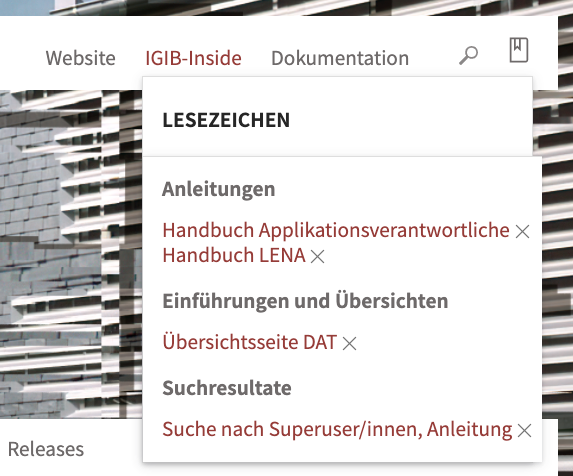 Website IGIB-Inside Dokumentation
LESEZEICHEN
Anleitungen
Handbuch Applikationsverantwortliche
Handbuch LENA
Einführungen und Übersichten
Übersichtsseite DAT
Suchresultate
Suche nach Superuser/innen, Anleitung
Releases